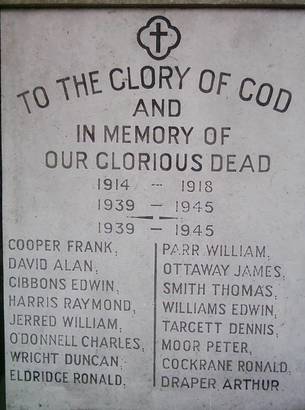 TO THE GLORY OF GOD
AND
IN MEMORY OF
OUR GLORIOUS DEAD
1914 - 1918
1939 - 1945
1939 - 1945
COOPER FRANK,
DAVID ALAN,
GIBBONS EDWIN,
HARRIS RAYMOND,
JERRED WILLIAM,
O'DONNELL CHARLES,
WRIGHT DUNCAN,
ELDRIDGE RONALD,
PARR WILLIAM,
OTTAWAY JAMES,
SMITH THOMAS,
WILLIAMS EDWIN,
TARGETT DENNIS,
MOOR PETER,
COCKRANE RONALD,
DRAPER ARTHUR.